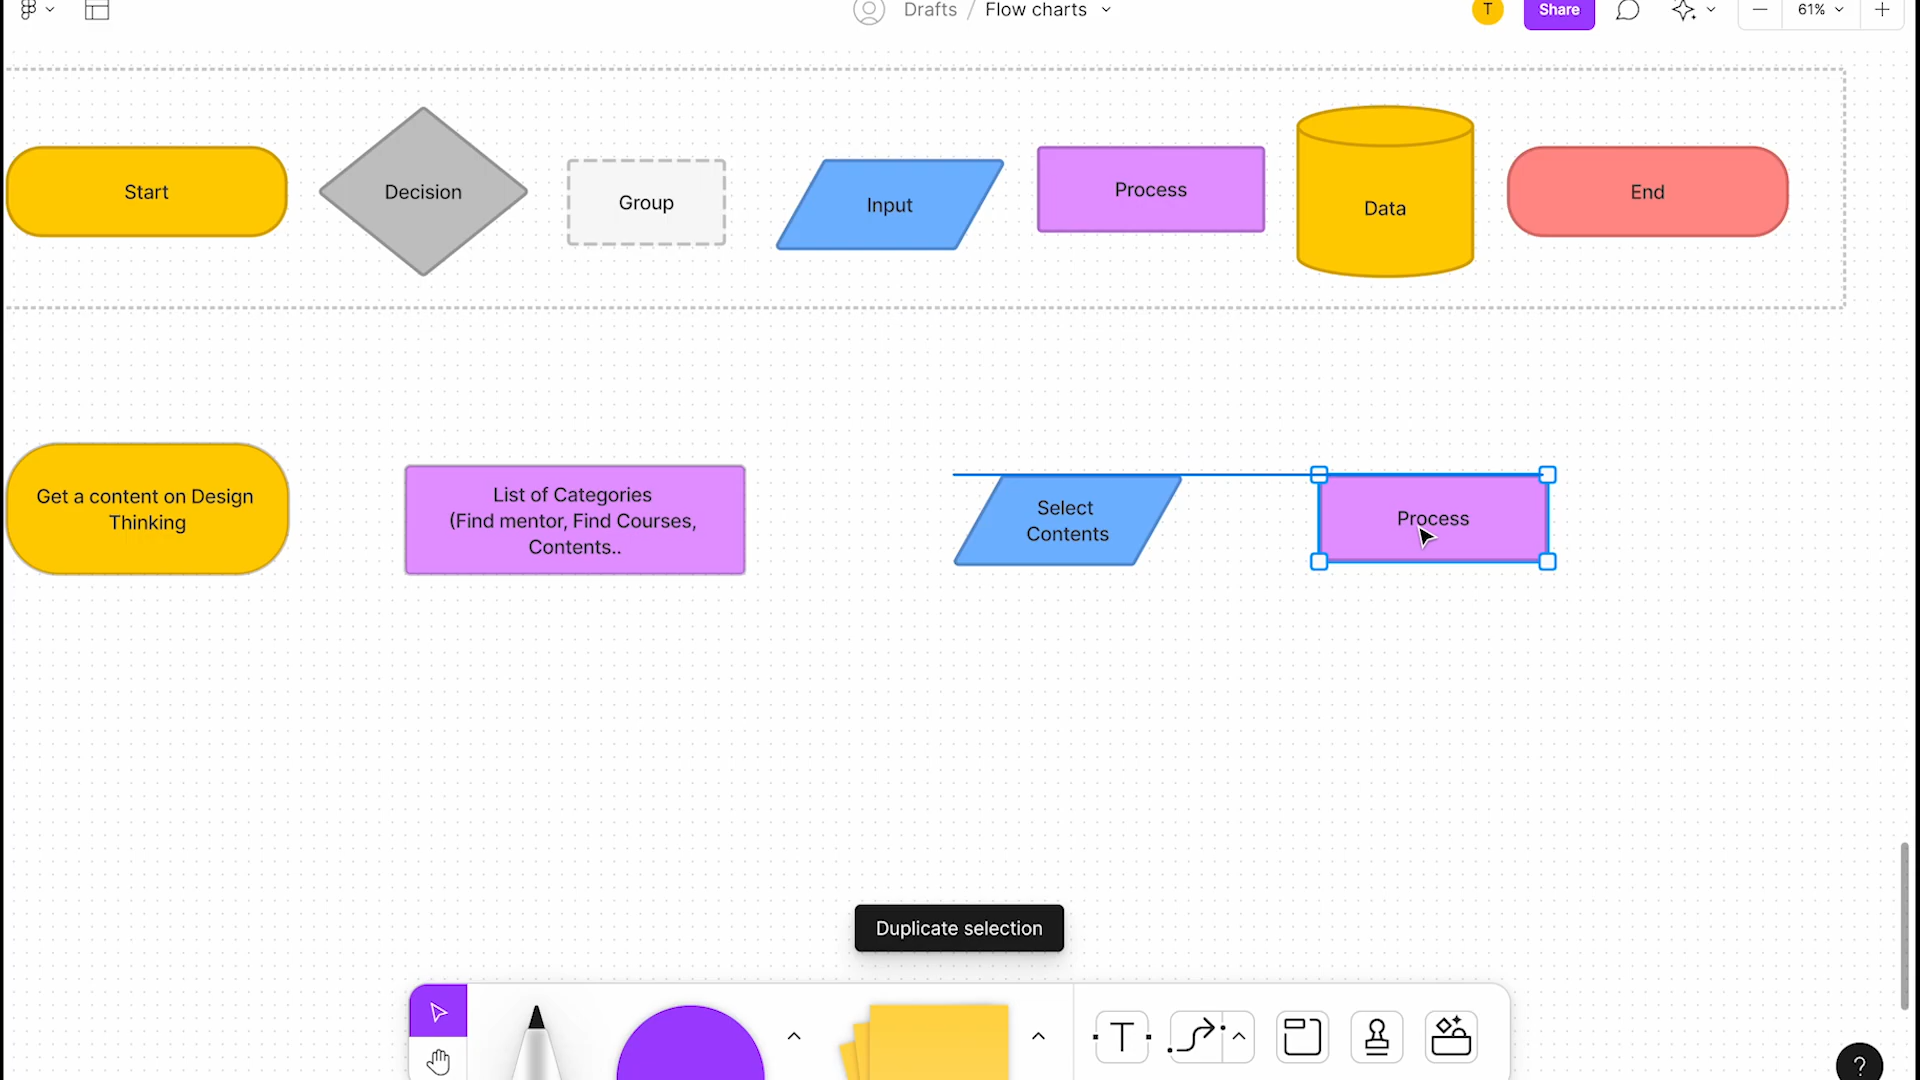 Drafts / Flow charts
T
Share
61%
Start
Decision
Group
Input
Process
Data
End
Get a content on Design
Thinking
List of Categories
(Find mentor, Find Courses,
Contents..
Select
Contents
Process
Duplicate selection
T
?